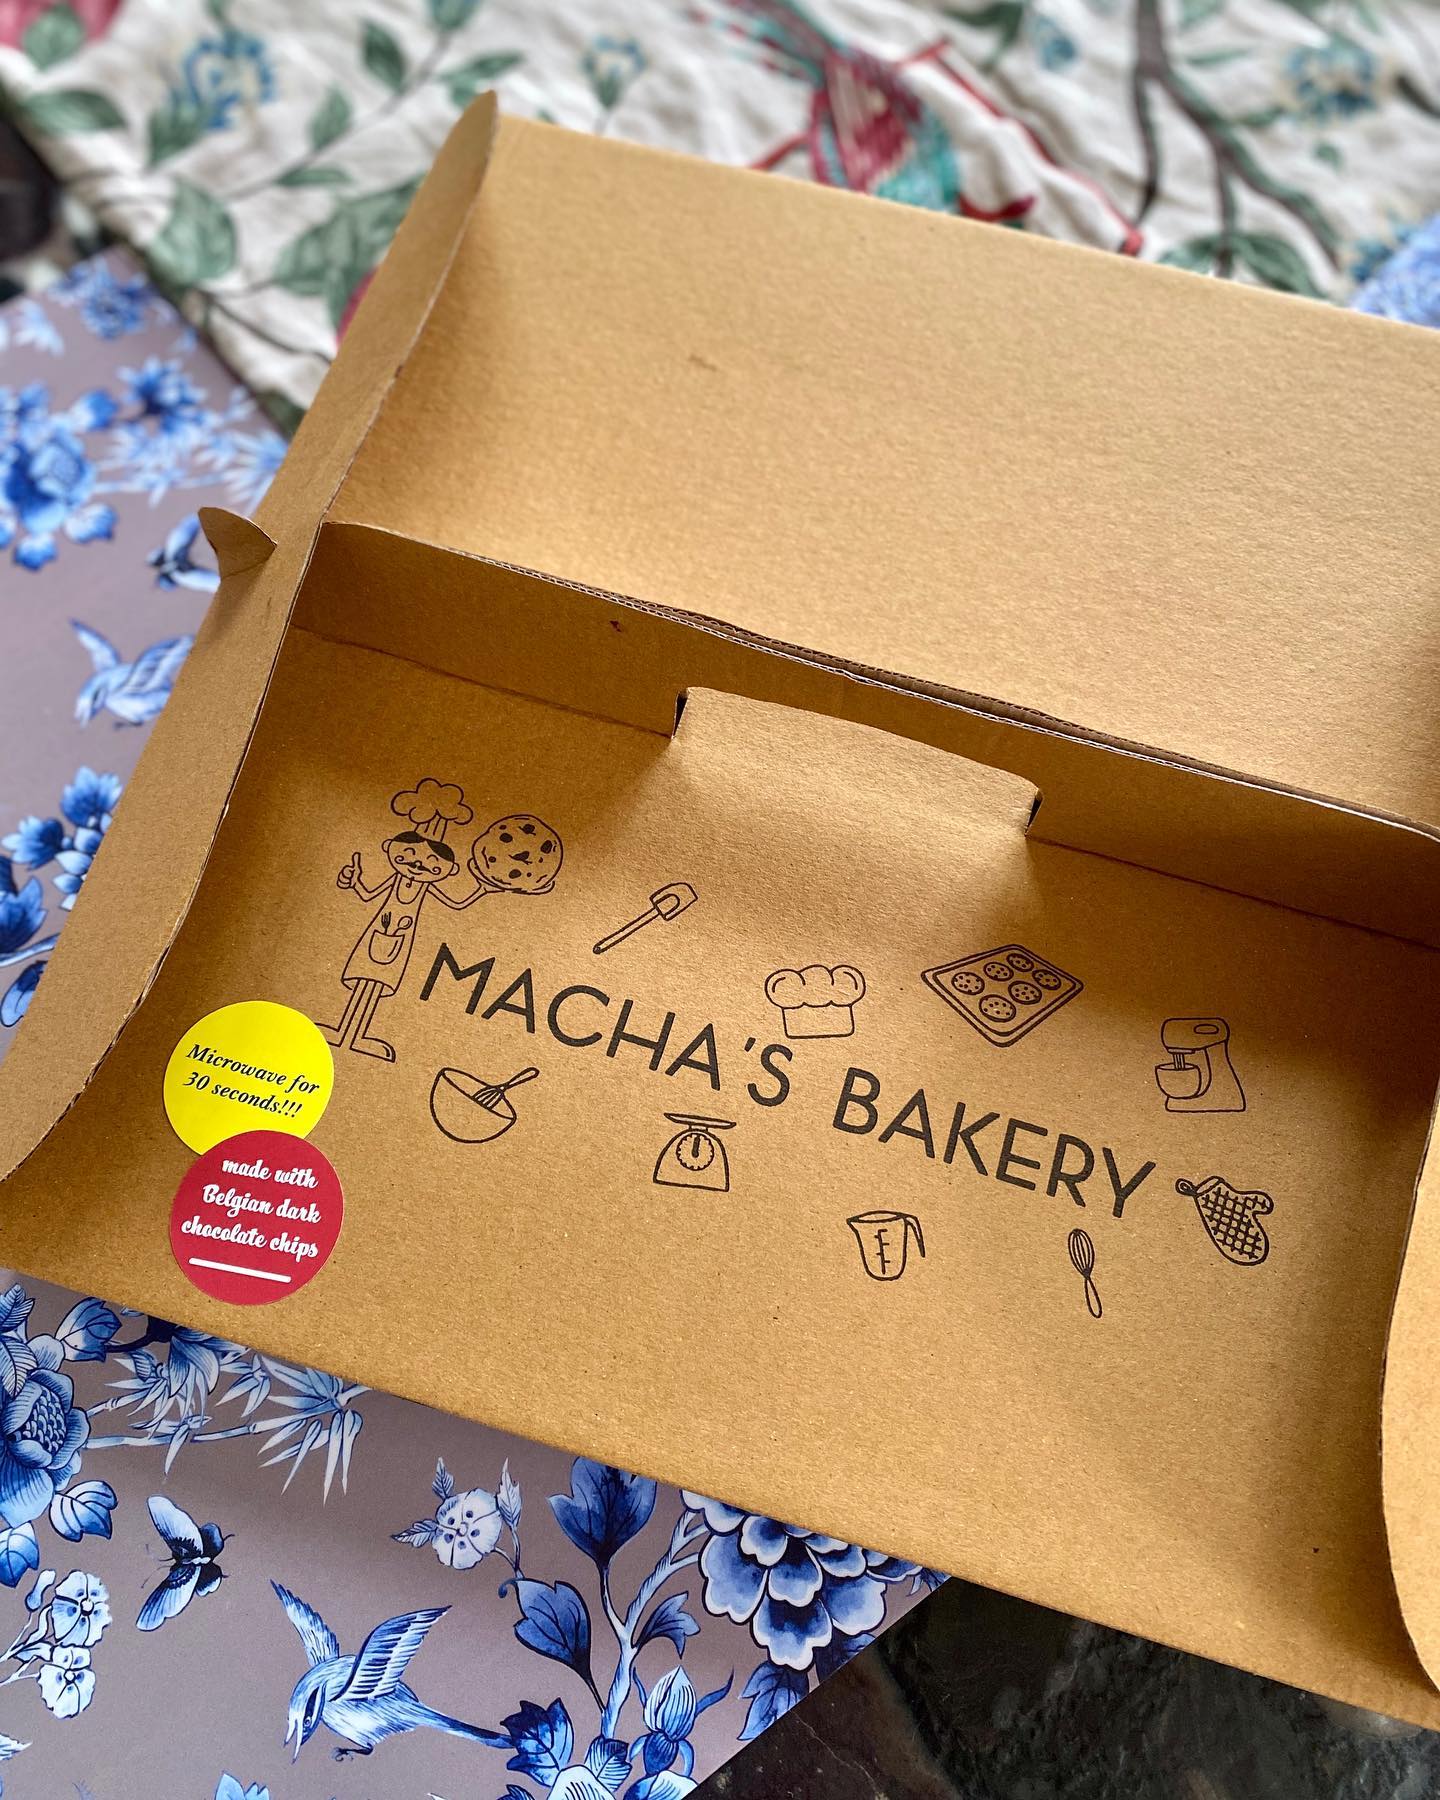 MACHA'S BAKERY
Microwave for
30 seconds!!!
made with
Belgian dark
chocolate chips